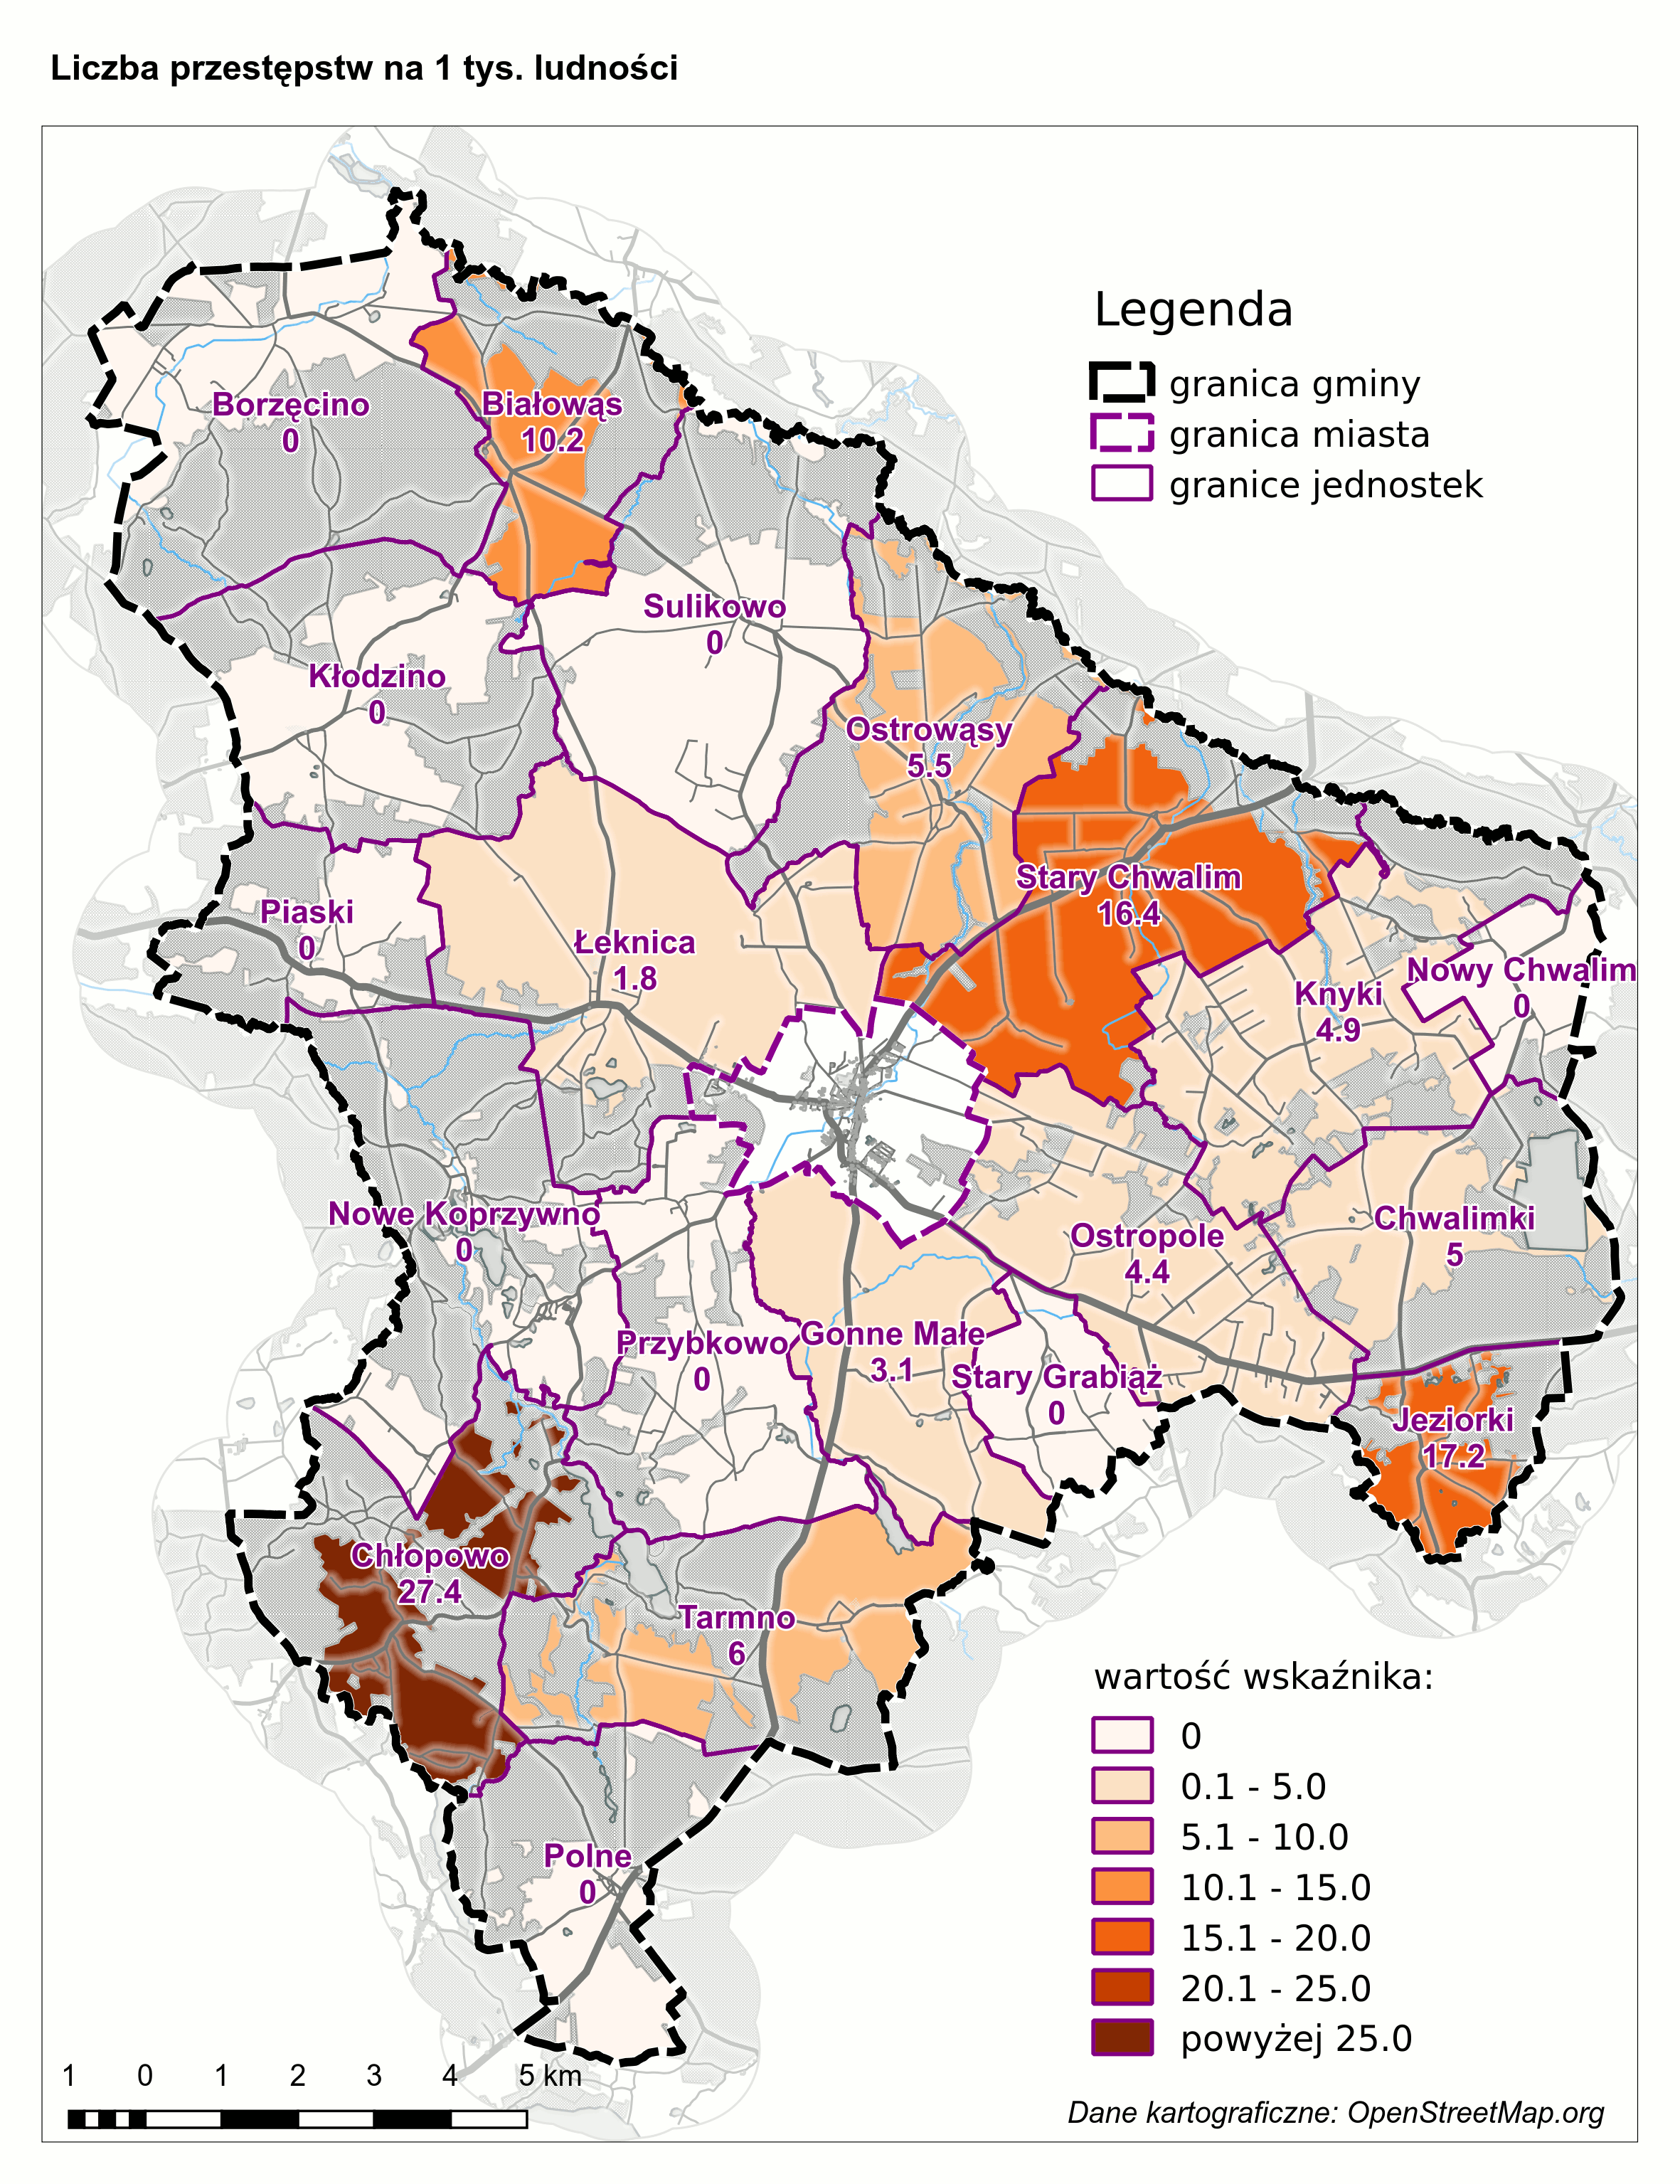 Liczba przestępstw na 1 tys. ludności
Legenda
granica gminy
granica miasta
granice jednostek
Borzęcino
0
Białowąs
10.2
Sulikowo
0
Kłodzino
0
Ostrowąsy
5.5
Stary Chwalim
16.4
Piaski
0
Łeknica
1.8
Nowy Chwalim
0
Knyki
4.9
Nowe Koprzywno
0
Ostropole
4.4
Chwalimki
5
Przybkowo
0
Gonne Małe
3.1
Stary Grabiąż
0
Jeziorki
17.2
Chłopowo
27.4
Tarmno
6
Polne
0
wartość wskaźnika:
0
0.1 - 5.0
5.1 - 10.0
10.1 - 15.0
15.1 - 20.0
20.1 - 25.0
powyżej 25.0
1 0 1 2 3 4 5 km
Dane kartograficzne: OpenStreetMap.org